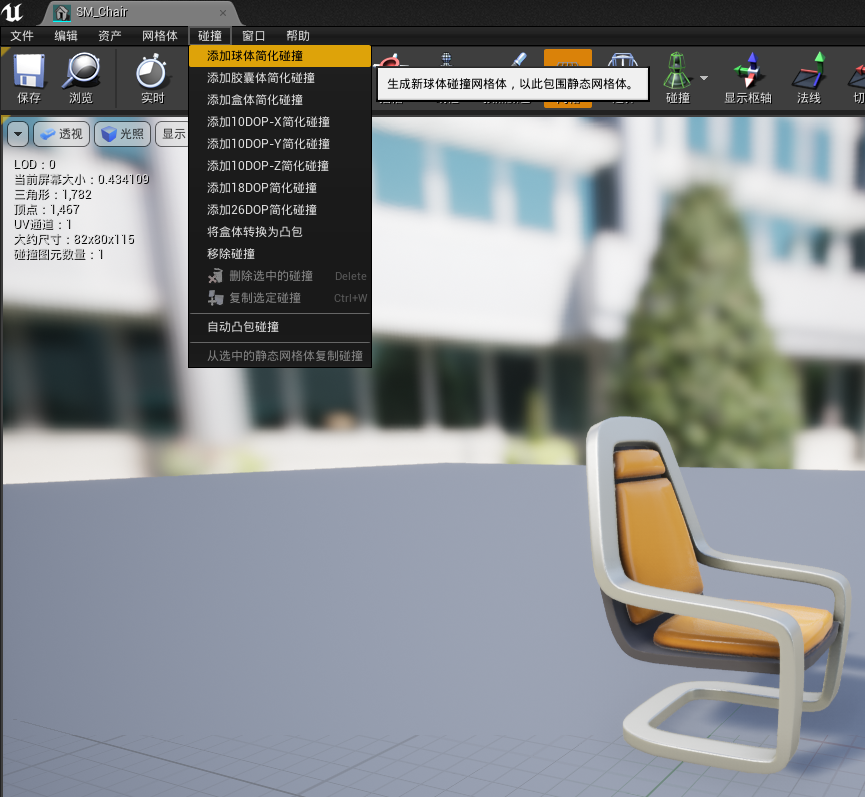 SM_Chair
文件 编辑 资产 网格体 碰撞 窗口 帮助
保存 浏览 实时 碰撞 显示枢轴 法线 切
添加球体简化碰撞
生成新球体碰撞网格体，以此包围静态网格体。
添加胶囊体简化碰撞
添加盒体简化碰撞
添加10DOP-X简化碰撞
添加10DOP-Y简化碰撞
添加10DOP-Z简化碰撞
添加18DOP简化碰撞
添加26DOP简化碰撞
将盒体转换为凸包
移除碰撞
删除选中的碰撞 Delete
复制选定碰撞 Ctrl+W
自动凸包碰撞
从选中的静态网格体复制碰撞
透视 光照 显示
LOD：0
当前屏幕大小：0.434109
三角形：1,782
顶点：1,467
UV通道：1
大约尺寸：82x80x115
碰撞图元数量：1